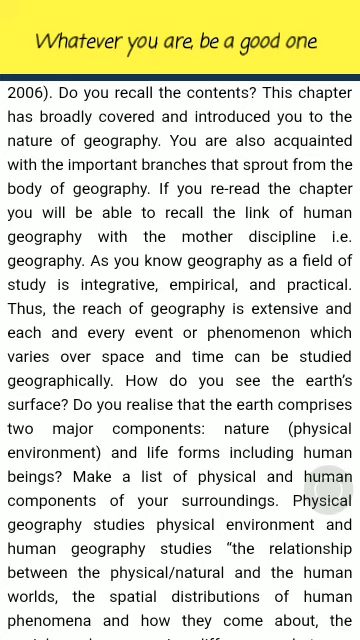 Whatever you are, be a good one
2006). Do you recall the contents? This chapter
has broadly covered and introduced you to the
nature of geography. You are also acquainted
with the important branches that sprout from the
body of geography. If you re-read the chapter
you will be able to recall the link of human
geography with the mother discipline i.e.
geography. As you know geography as a field of
study is integrative, empirical, and practical.
Thus, the reach of geography is extensive and
each and every event or phenomenon which
varies over space and time can be studied
geographically. How do you see the earth’s
surface? Do you realise that the earth comprises
two major components: nature (physical
environment) and life forms including human
beings? Make a list of physical and human
components of your surroundings. Physical
geography studies physical environment and
human geography studies “the relationship
between the physical/natural and the human
worlds, the spatial distributions of human
phenomena and how they come about, the